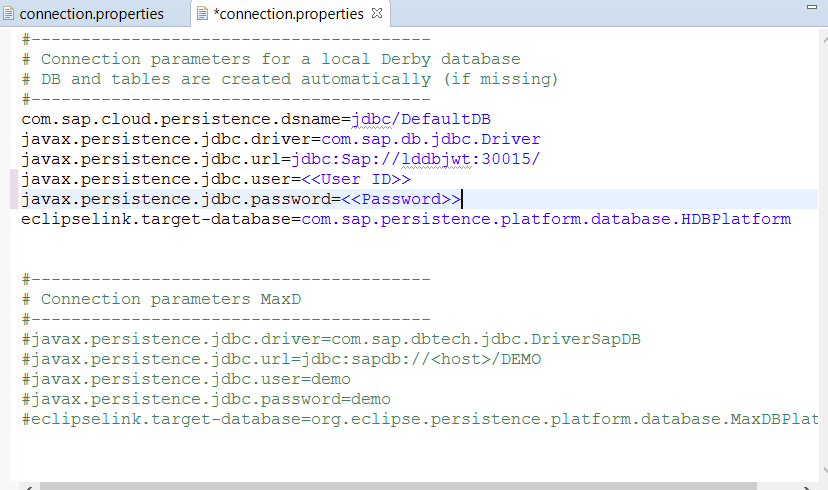 connection.properties *connection.properties
#----------------------------------------
# Connection parameters for a local Derby database
# DB and tables are created automatically (if missing)
#----------------------------------------
com.sap.cloud.persistence.dsname=jdbc/DefaultDB
javax.persistence.jdbc.driver=com.sap.db.jdbc.Driver
javax.persistence.jdbc.url=jdbc:Sap://lddbjwt:30015/
javax.persistence.jdbc.user=<<User ID>>
javax.persistence.jdbc.password=<<Password>>
eclipselink.target-database=com.sap.persistence.platform.database.HDBPlatform
#----------------------------------------
# Connection parameters MaxD
#----------------------------------------
#javax.persistence.jdbc.driver=com.sap.dbtech.jdbc.DriverSapDB
#javax.persistence.jdbc.url=jdbc:sapdb://<host>/DEMO
#javax.persistence.jdbc.user=demo
#javax.persistence.jdbc.password=demo
#eclipselink.target-database=org.eclipse.persistence.platform.database.MaxDBPlat